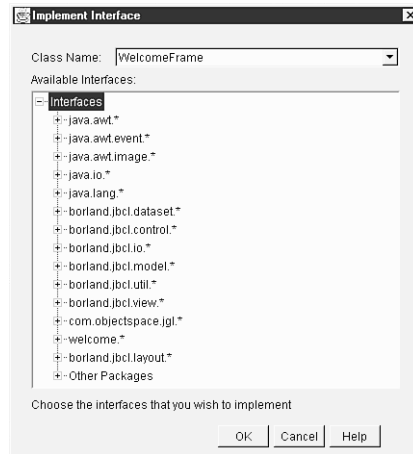 Implement Interface
Class Name: WelcomeFrame
Available Interfaces:
Interfaces
java.awt.*
java.awt.event.*
java.awt.image.*
java.io.*
java.lang.*
borland.jbcl.dataset.*
borland.jbcl.control.*
borland.jbcl.io.*
borland.jbcl.model.*
borland.jbcl.util.*
borland.jbcl.view.*
com.objectspace.jgl.*
welcome.*
borland.jbcl.layout.*
Other Packages
Choose the interfaces that you wish to implement
OK Cancel Help